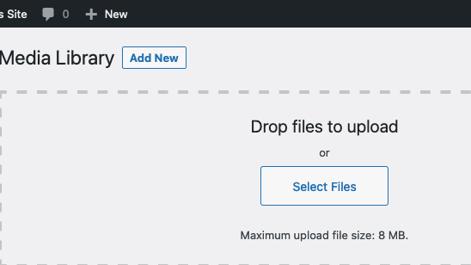 s Site 0 New
Media Library Add New
Drop files to upload
or
Select Files
Maximum upload file size: 8 MB.